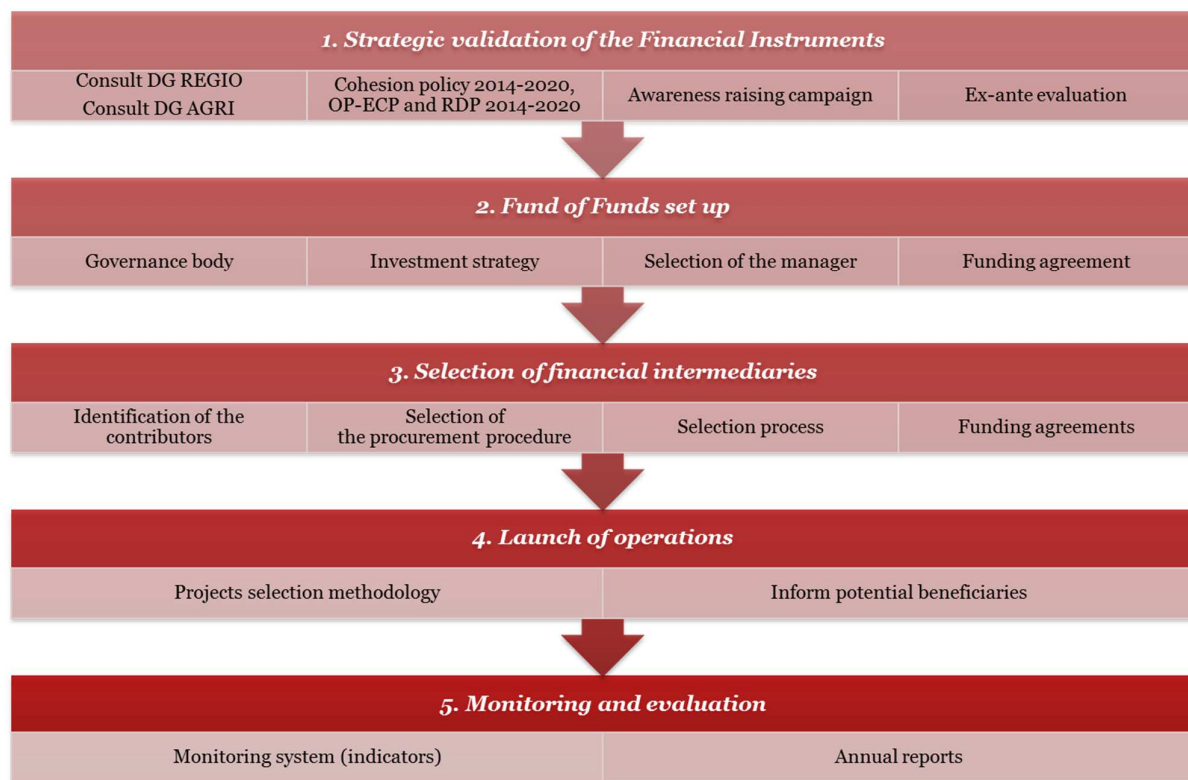 1. Strategic validation of the Financial Instruments
Consult DG REGIO
Consult DG AGRI
Cohesion policy 2014-2020,
OP-ECP and RDP 2014-2020
Awareness raising campaign
Ex-ante evaluation
2. Fund of Funds set up
Governance body
Investment strategy
Selection of the manager
Funding agreement
3. Selection of financial intermediaries
Identification of the
contributors
Selection of
the procurement procedure
Selection process
Funding agreements
4. Launch of operations
Projects selection methodology
Inform potential beneficiaries
5. Monitoring and evaluation
Monitoring system (indicators)
Annual reports